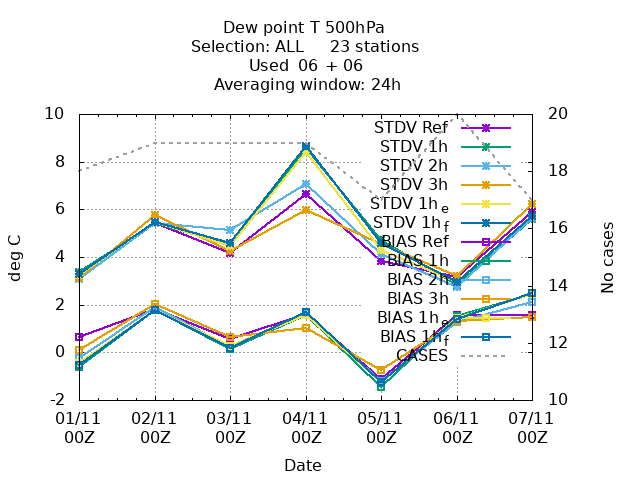 Dew point T 500hPa
Selection: ALL 23 stations
Used 06 + 06
Averaging window: 24h
deg C
No cases
10
8
6
4
2
0
-2
20
18
16
14
12
10
STDV Ref
STDV 1h
STDV 2h
STDV 3h
STDV 1h_e
STDV 1h_f
BIAS Ref
BIAS 1h
BIAS 2h
BIAS 3h
BIAS 1h_e
BIAS 1h_f
CASES
01/11 02/11 03/11 04/11 05/11 06/11 07/11
00Z 00Z 00Z 00Z 00Z 00Z 00Z
Date